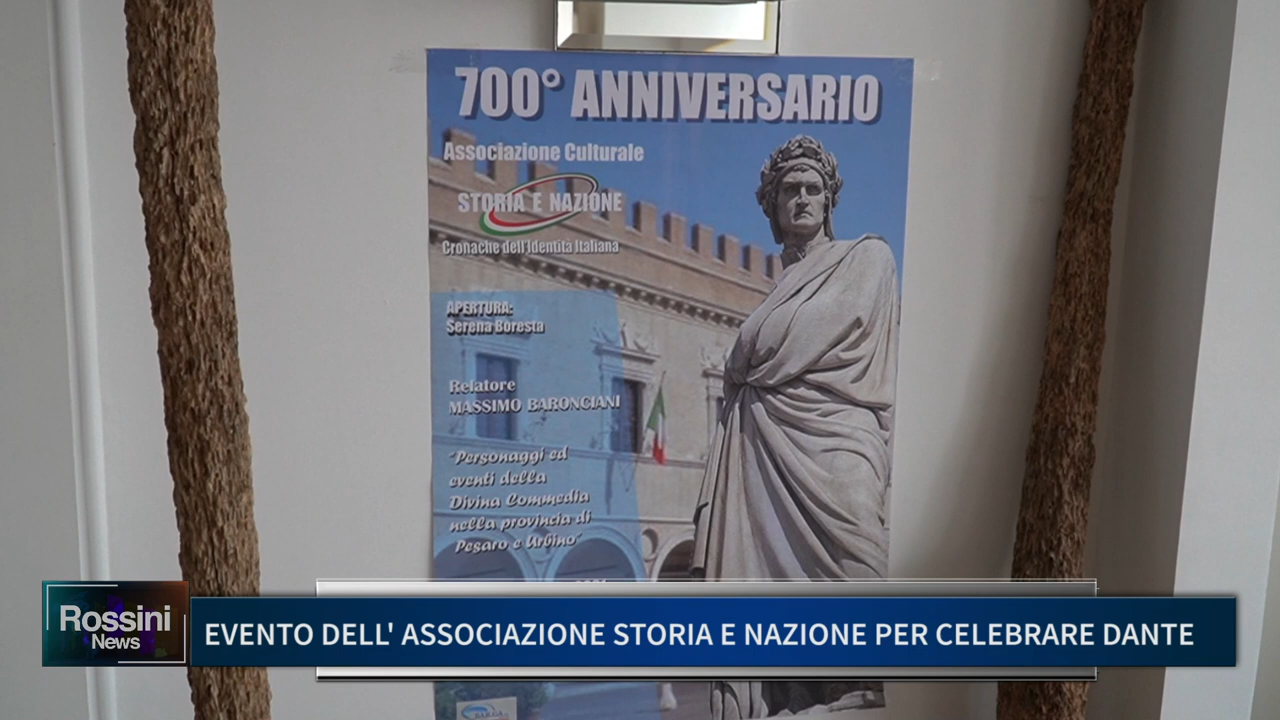 700° ANNIVERSARIO
Associazione Culturale
STORIA E NAZIONE
Cronache dell'Identità Italiana
APERTURA:
Serena Boresta
Relatore
MASSIMO BARONCIANI
"Personaggi ed
eventi della
Divina Commedia
nella provincia di
Pesaro e Urbino"
Rossini
News
EVENTO DELL' ASSOCIAZIONE STORIA E NAZIONE PER CELEBRARE DANTE